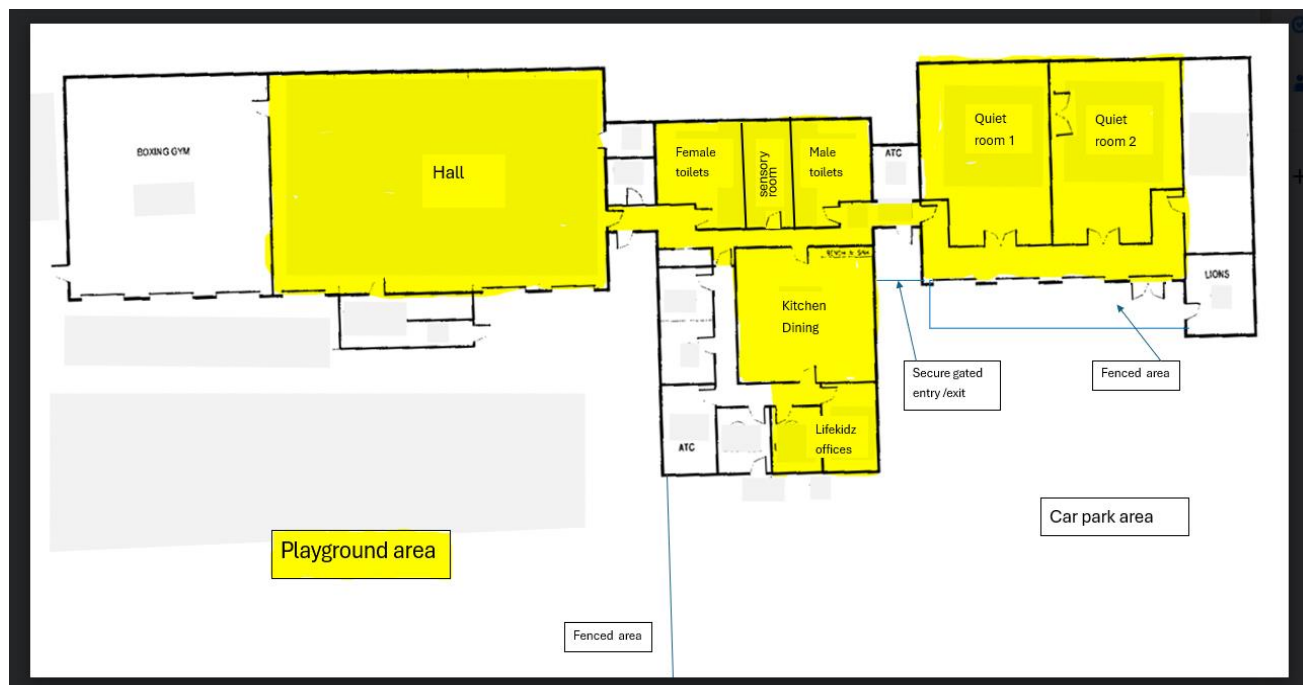 BOXING GYM
Hall
Female
toilets
sensory
room
Male
toilets
ATC
Quiet
room 1
Quiet
room 2
LIONS
BENCH & SINK
Kitchen
Dining
Secure gated
entry /exit
Fenced area
Lifekidz
offices
ATC
Car park area
Playground area
Fenced area